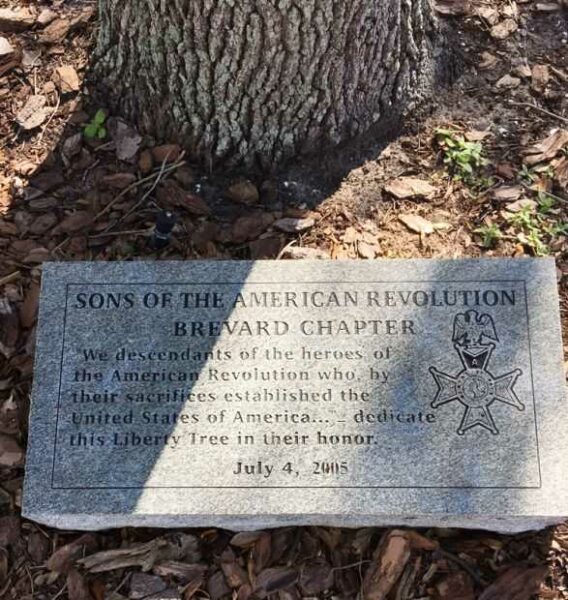 SONS OF THE AMERICAN REVOLUTION
BREVARD CHAPTER
We descendants of the heroes of
the American Revolution who, by
their sacrifices established the
United States of America... - dedicate
this Liberty Tree in their honor.
July 4, 2005